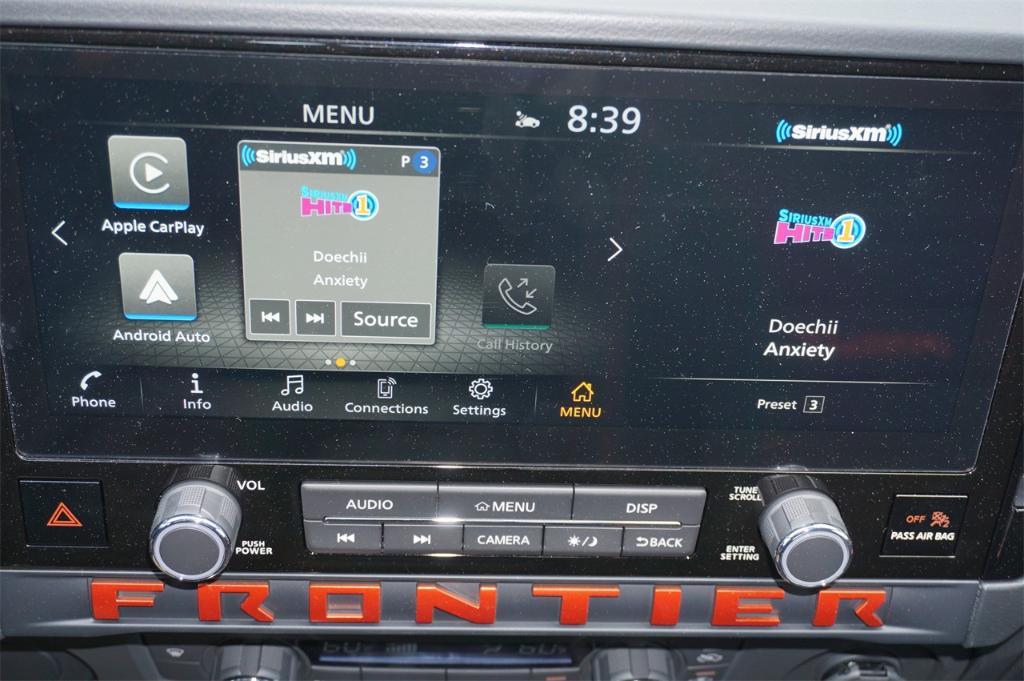 MENU
8:39
SiriusXM
Apple CarPlay
SiriusXM
P 3
SIRIUSXM
HITS 1
SIRIUSXM
HITS 1
Doechii
Anxiety
Source
Android Auto
Call History
Doechii
Anxiety
Preset 3
Phone
Info
Audio
Connections
Settings
MENU
VOL
PUSH
POWER
AUDIO
MENU
DISP
CAMERA
BACK
TUNE
SCROLL
ENTER
SETTING
OFF
PASS AIR BAG
FRONTIER